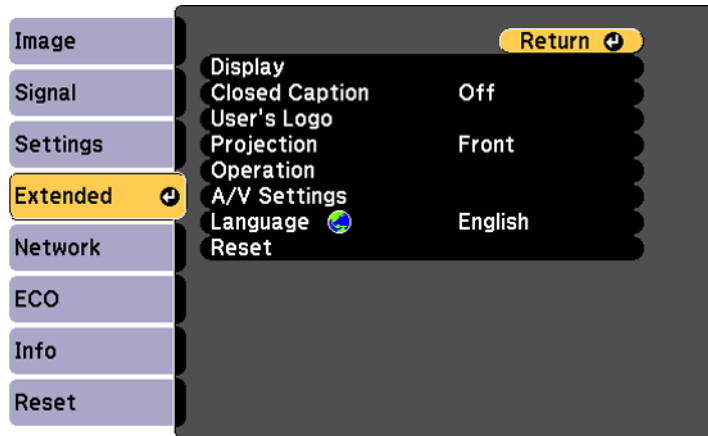 Image
Signal
Settings
Extended
Network
ECO
Info
Reset
Return
Display
Closed Caption Off
User's Logo
Projection Front
Operation
A/V Settings
Language English
Reset